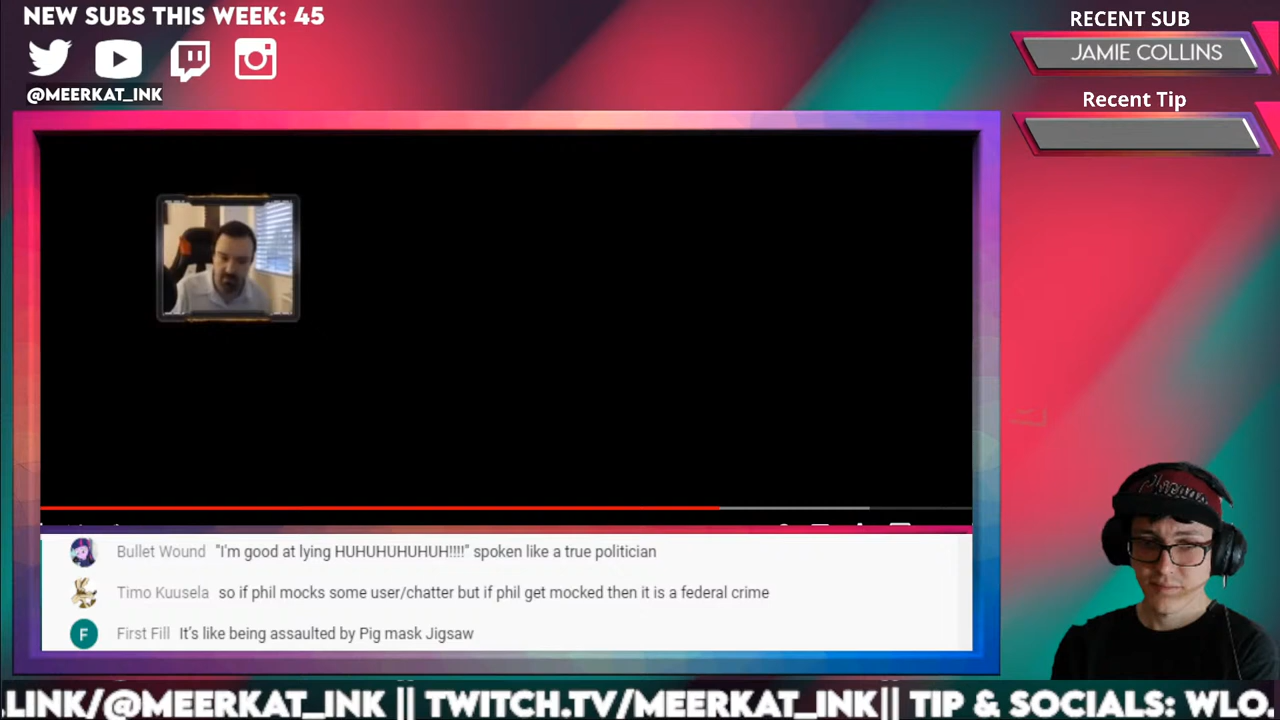 NEW SUBS THIS WEEK: 45
@MEERKAT_INK
RECENT SUB
JAMIE COLLINS
Recent Tip
Bullet Wound "I'm good at lying HUHUHUHUHUH!!!!" spoken like a true politician
Timo Kuusela so if phil mocks some user/chatter but if phil get mocked then it is a federal crime
F First Fill It's like being assaulted by Pig mask Jigsaw
.LINK/@MEERKAT_INK || TWITCH.TV/MEERKAT_INK|| TIP & SOCIALS: WLO.